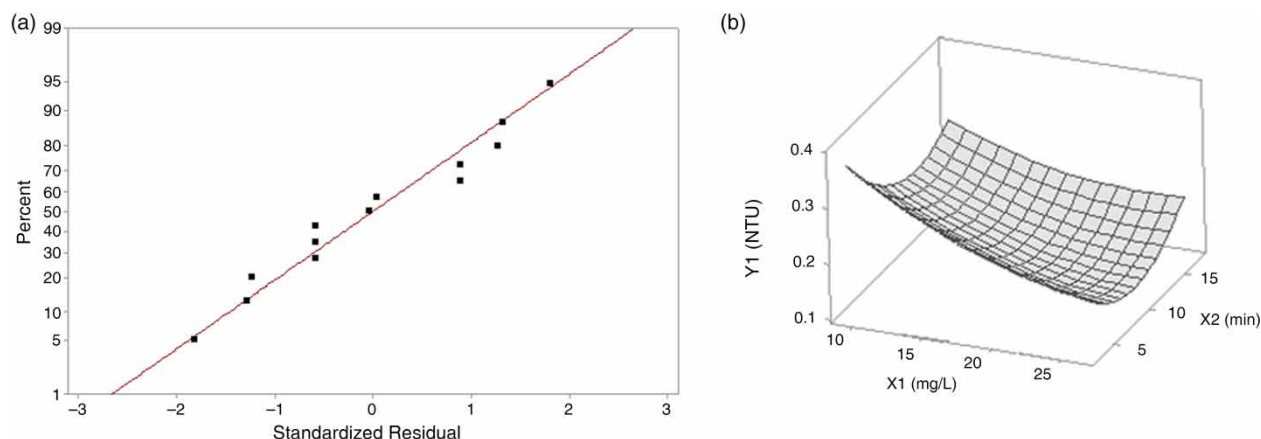 (a)
99
95
90
80
70
60
50
40
30
20
10
5
1
Percent
−3 −2 −1 0 1 2 3
Standardized Residual
(b)
0.4
0.3
0.2
0.1
Y1 (NTU)
10 15 20 25
X1 (mg/L)
15
10
5
X2 (min)